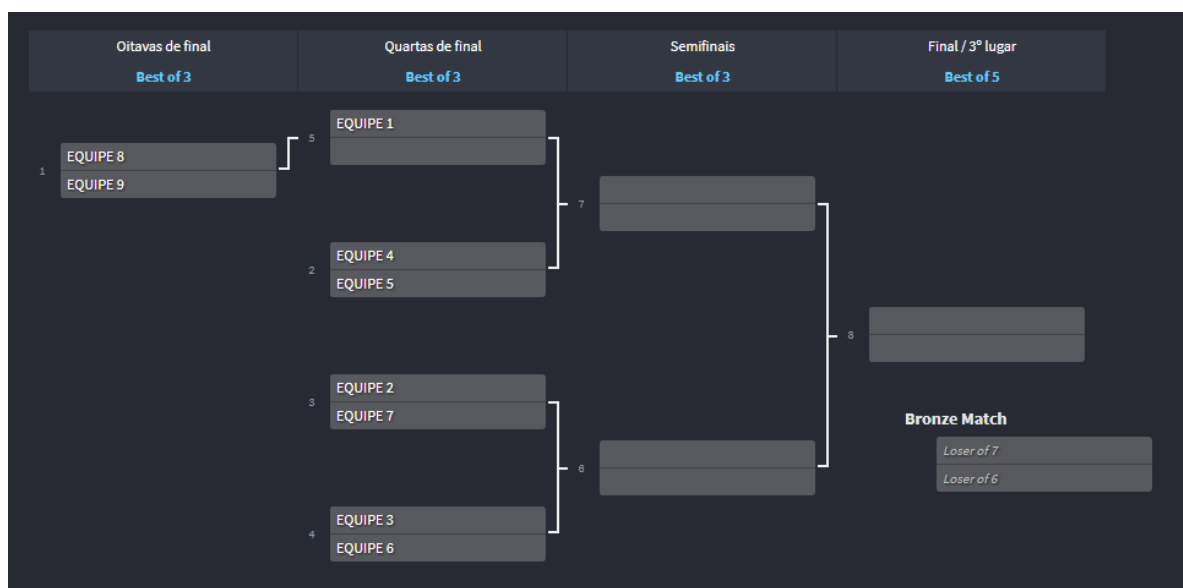 Oitavas de final
Best of 3
Quartas de final
Best of 3
Semifinais
Best of 3
Final / 3º lugar
Best of 5
1
EQUIPE 8
EQUIPE 9
5
EQUIPE 1
2
EQUIPE 4
EQUIPE 5
3
EQUIPE 2
EQUIPE 7
4
EQUIPE 3
EQUIPE 6
7
6
8
Bronze Match
Loser of 7
Loser of 6